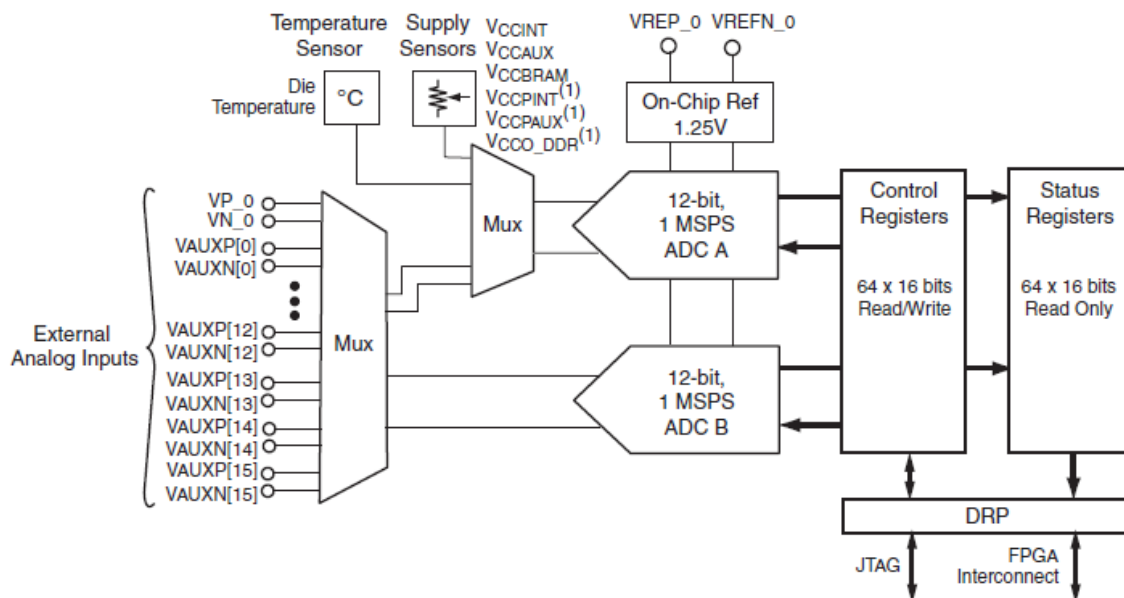 Temperature
Sensor
Supply
Sensors
VCCINT
VCCAUX
VCCBRAM
VCCPINT(1)
VCCPAUX(1)
VCCO_DDR(1)
VREP_0
VREFN_0
Die
Temperature
°C
On-Chip Ref
1.25V
External
Analog Inputs
VP_0
VN_0
VAUXP[0]
VAUXN[0]
VAUXP[12]
VAUXN[12]
VAUXP[13]
VAUXN[13]
VAUXP[14]
VAUXN[14]
VAUXP[15]
VAUXN[15]
Mux
Mux
12-bit,
1 MSPS
ADC A
12-bit,
1 MSPS
ADC B
Control
Registers
64 x 16 bits
Read/Write
Status
Registers
64 x 16 bits
Read Only
DRP
JTAG
FPGA
Interconnect